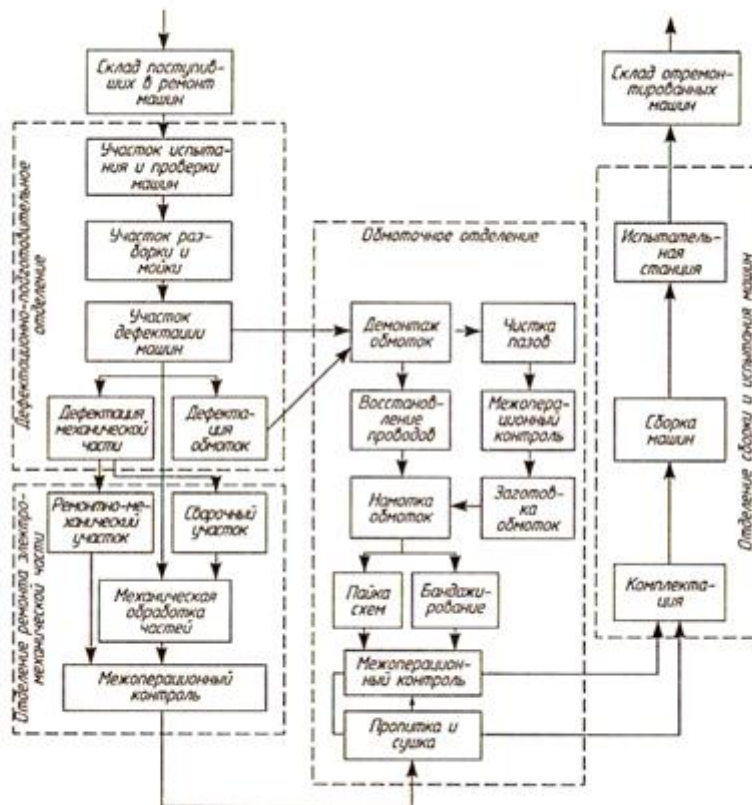 Склад поступив-
ших в ремонт
машин
Дефектационно-подготовительное
отделение
Участок испыта-
ния и проверки
машин
Участок раз-
борки и
мойки
Участок
дефектации
машин
Дефектация
механической
части
Дефекта-
ция
обмоток
Отделение ремонта электро-
механической части
Ремонтно-ме-
ханический
участок
Сварочный
участок
Механическая
обработка
частей
Межоперационный
контроль
Обмоточное отделение
Демонтаж
обмоток
Чистка
пазов
Восстанов-
ление
проводов
Межопера-
ционный
контроль
Намотка
обмоток
Заготов-
ка
обмоток
Пайка
схем
Бандажи-
рование
Межоперацион-
ный контроль
Пропитка и
сушка
Склад отремон-
тированных
машин
Отделение сборки и испытания машин
Испытатель-
ная
станция
Сборка
машин
Комплекта-
ция